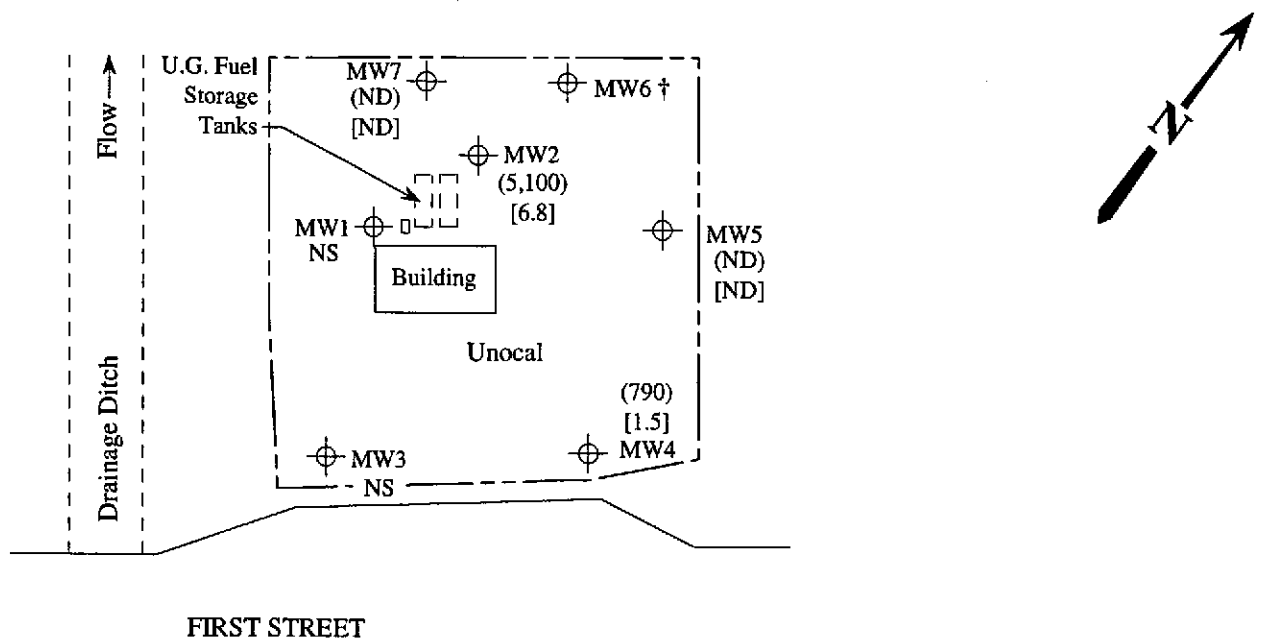 Flow
Drainage Ditch
U.G. Fuel
Storage
Tanks
MW7
(ND)
[ND]
MW6 †
MW2
(5,100)
[6.8]
MW1
NS
MW5
(ND)
[ND]
Building
Unocal
(790)
[1.5]
MW4
MW3
NS
FIRST STREET
N